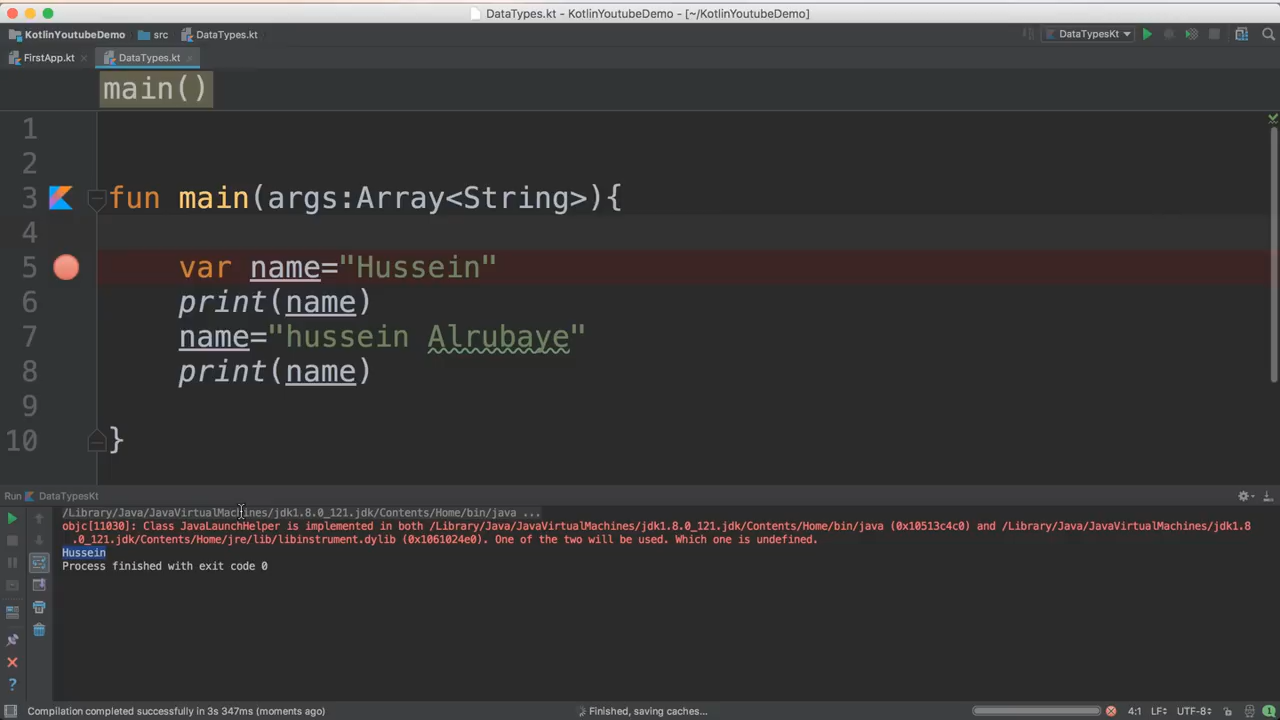 DataTypes.kt - KotlinYoutubeDemo - [~/KotlinYoutubeDemo]
KotlinYoutubeDemo src DataTypes.kt DataTypesKt
FirstApp.kt DataTypes.kt
main()
1
2
3 fun main(args:Array<String>){
4
5 var name="Hussein"
6 print(name)
7 name="hussein Alrubaye"
8 print(name)
9
10 }
Run DataTypesKt
/Library/Java/JavaVirtualMachines/jdk1.8.0_121.jdk/Contents/Home/bin/java ...
objc[11030]: Class JavaLaunchHelper is implemented in both /Library/Java/JavaVirtualMachines/jdk1.8.0_121.jdk/Contents/Home/bin/java (0x10513c4c0) and /Library/Java/JavaVirtualMachines/jdk1.8
.0_121.jdk/Contents/Home/jre/lib/libinstrument.dylib (0x1061024e0). One of the two will be used. Which one is undefined.
Hussein
Process finished with exit code 0
Compilation completed successfully in 3s 347ms (moments ago) Finished, saving caches... 4:1 LF÷ UTF-8÷ 1